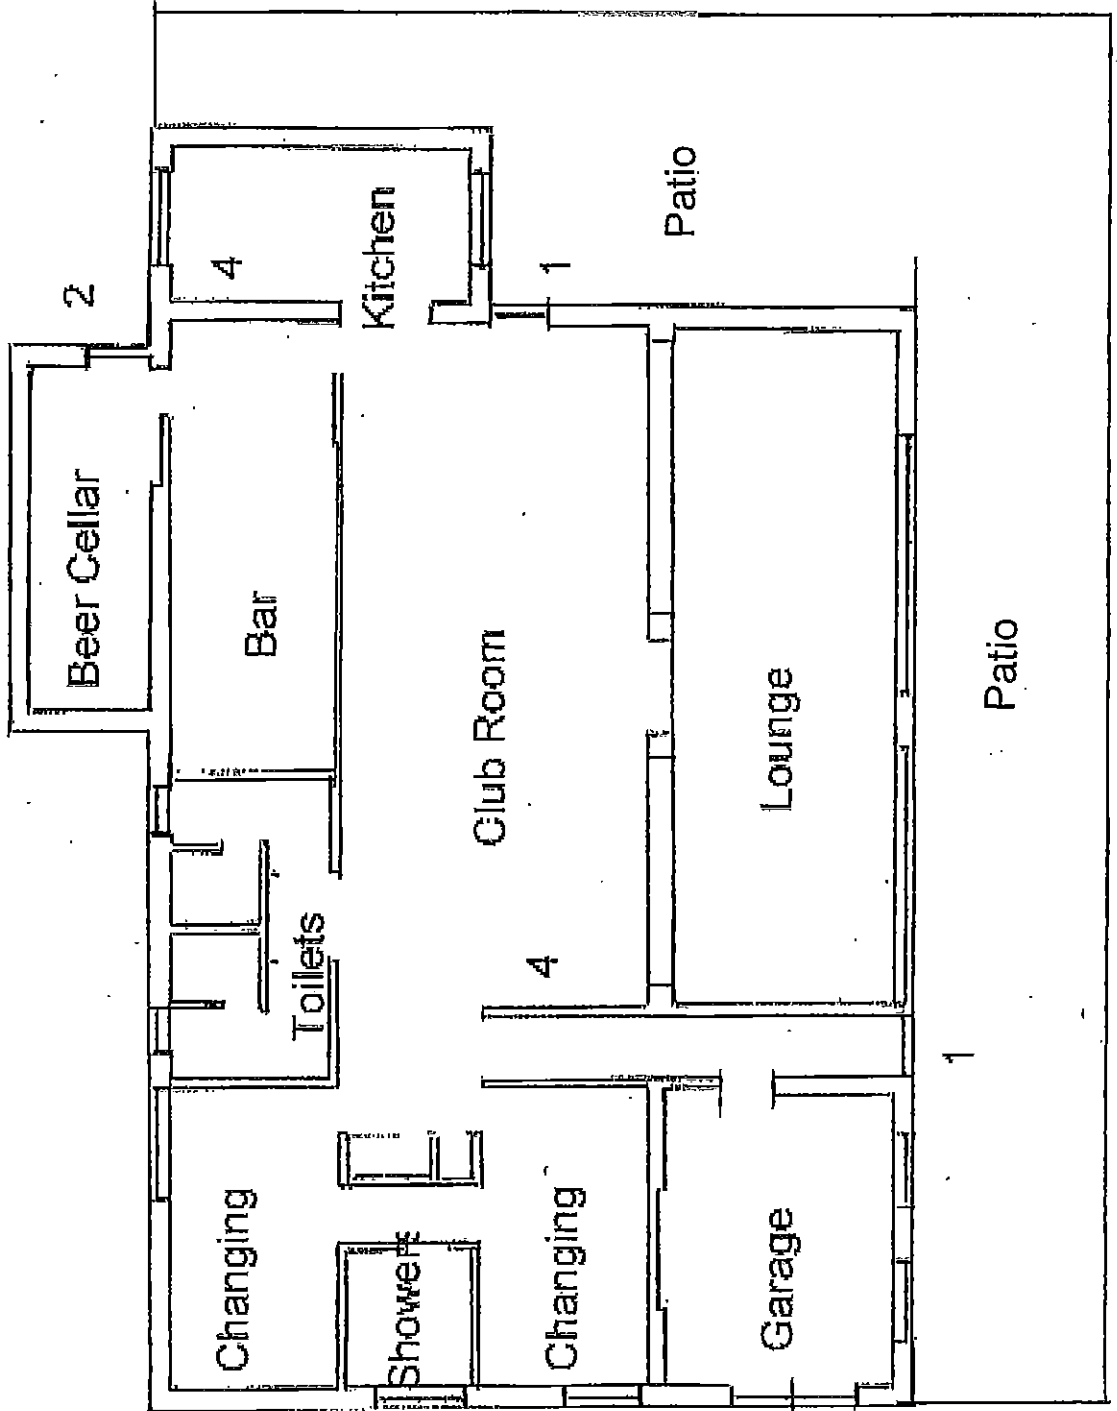 2
4
Kitchen
1
Patio
Beer Cellar
Bar
Club Room
Lounge
Patio
Toilets
4
1
Changing
Showers
Changing
Garage